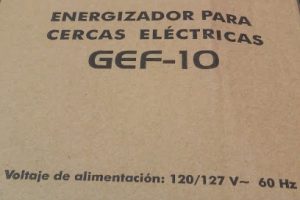 ENERGIZADOR PARA
CERCAS ELÉCTRICAS
GEF-10
Voltaje de alimentación: 120/127 V~ 60 Hz